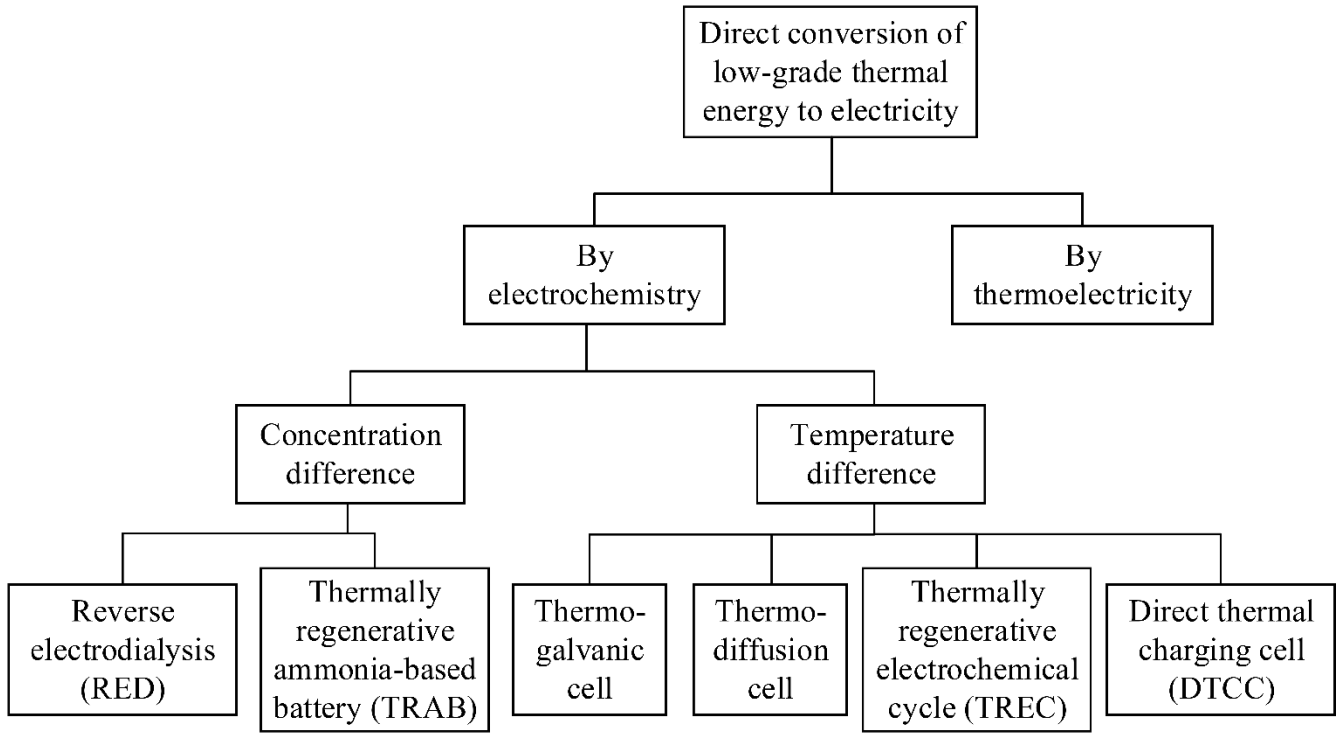 Direct conversion of
low-grade thermal
energy to electricity
By
electrochemistry
By
thermoelectricity
Concentration
difference
Temperature
difference
Reverse
electrodialysis
(RED)
Thermally
regenerative
ammonia-based
battery (TRAB)
Thermo-
galvanic
cell
Thermo-
diffusion
cell
Thermally
regenerative
electrochemical
cycle (TREC)
Direct thermal
charging cell
(DTCC)